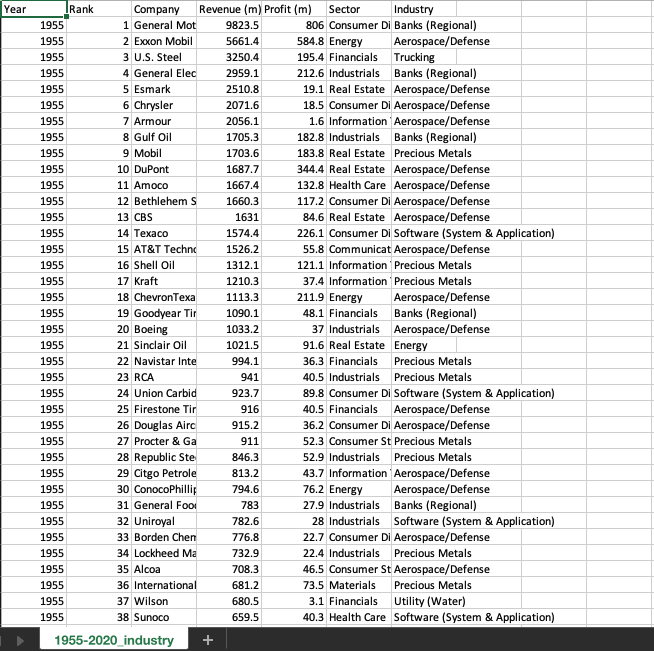 Year Rank Company Revenue (m) Profit (m) Sector Industry
1955 1 General Mot 9823.5 806 Consumer Di Banks (Regional)
1955 2 Exxon Mobil 5661.4 584.8 Energy Aerospace/Defense
1955 3 U.S. Steel 3250.4 195.4 Financials Trucking
1955 4 General Elec 2959.1 212.6 Industrials Banks (Regional)
1955 5 Esmark 2510.8 19.1 Real Estate Aerospace/Defense
1955 6 Chrysler 2071.6 18.5 Consumer Di Aerospace/Defense
1955 7 Armour 2056.1 1.6 Information Aerospace/Defense
1955 8 Gulf Oil 1705.3 182.8 Industrials Banks (Regional)
1955 9 Mobil 1703.6 183.8 Real Estate Precious Metals
1955 10 DuPont 1687.7 344.4 Real Estate Aerospace/Defense
1955 11 Amoco 1667.4 132.8 Health Care Aerospace/Defense
1955 12 Bethlehem S 1660.3 117.2 Consumer Di Aerospace/Defense
1955 13 CBS 1631 84.6 Real Estate Aerospace/Defense
1955 14 Texaco 1574.4 226.1 Consumer Di Software (System & Application)
1955 15 AT&T Techno 1526.2 55.8 Communicat Aerospace/Defense
1955 16 Shell Oil 1312.1 121.1 Information Precious Metals
1955 17 Kraft 1210.3 37.4 Information Precious Metals
1955 18 ChevronTexa 1113.3 211.9 Energy Aerospace/Defense
1955 19 Goodyear Tir 1090.1 48.1 Financials Banks (Regional)
1955 20 Boeing 1033.2 37 Industrials Aerospace/Defense
1955 21 Sinclair Oil 1021.5 91.6 Real Estate Energy
1955 22 Navistar Inte 994.1 36.3 Financials Precious Metals
1955 23 RCA 941 40.5 Industrials Precious Metals
1955 24 Union Carbid 923.7 89.8 Consumer Di Software (System & Application)
1955 25 Firestone Tir 916 40.5 Financials Aerospace/Defense
1955 26 Douglas Airc 915.2 36.2 Consumer Di Aerospace/Defense
1955 27 Procter & Ga 911 52.3 Consumer St Precious Metals
1955 28 Republic Ste 846.3 52.9 Industrials Precious Metals
1955 29 Citgo Petrole 813.2 43.7 Information Aerospace/Defense
1955 30 ConocoPhillip 794.6 76.2 Energy Aerospace/Defense
1955 31 General Foo 783 27.9 Industrials Banks (Regional)
1955 32 Uniroyal 782.6 28 Industrials Software (System & Application)
1955 33 Borden Chem 776.8 22.7 Consumer Di Aerospace/Defense
1955 34 Lockheed Ma 732.9 22.4 Industrials Precious Metals
1955 35 Alcoa 708.3 46.5 Consumer St Aerospace/Defense
1955 36 International 681.2 73.5 Materials Precious Metals
1955 37 Wilson 680.5 3.1 Financials Utility (Water)
1955 38 Sunoco 659.5 40.3 Health Care Software (System & Application)
1955-2020_industry +